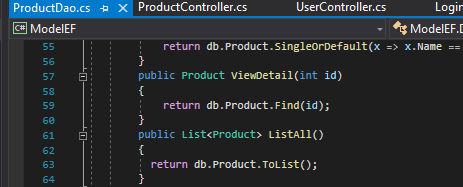 ProductDao.cs ProductController.cs UserController.cs Login
C# ModelEF ModelEF.D
55 return db.Product.SingleOrDefault(x => x.Name ==
56 }
57 public Product ViewDetail(int id)
58 {
59 return db.Product.Find(id);
60 }
61 public List<Product> ListAll()
62 {
63 return db.Product.ToList();
64 }